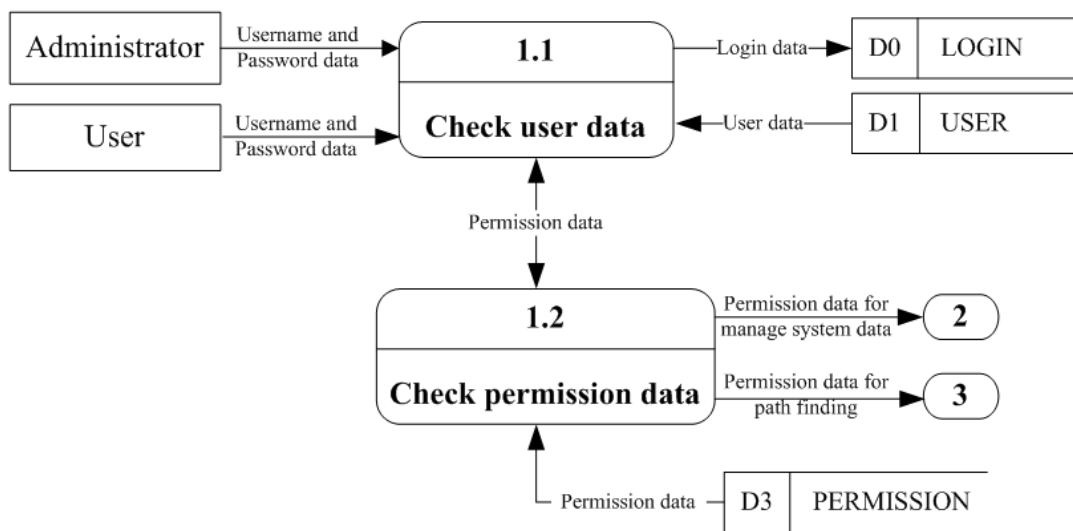 Administrator
Username and
Password data
1.1
Login data
D0
LOGIN
User
Username and
Password data
Check user data
User data
D1
USER
Permission data
1.2
Permission data for
manage system data
2
Check permission data
Permission data for
path finding
3
Permission data
D3
PERMISSION